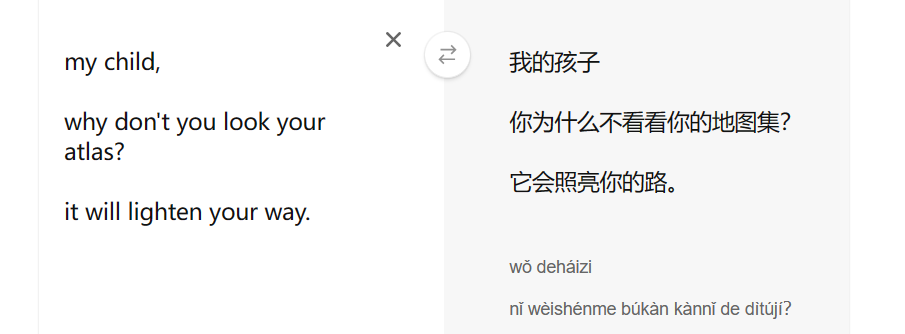 my child,
why don't you look your
atlas?
it will lighten your way.
我的孩子
你为什么不看看你的地图集？
它会照亮你的路。
wǒ deháizi
nǐ wèishénme búkàn kànnǐ de dìtújí？